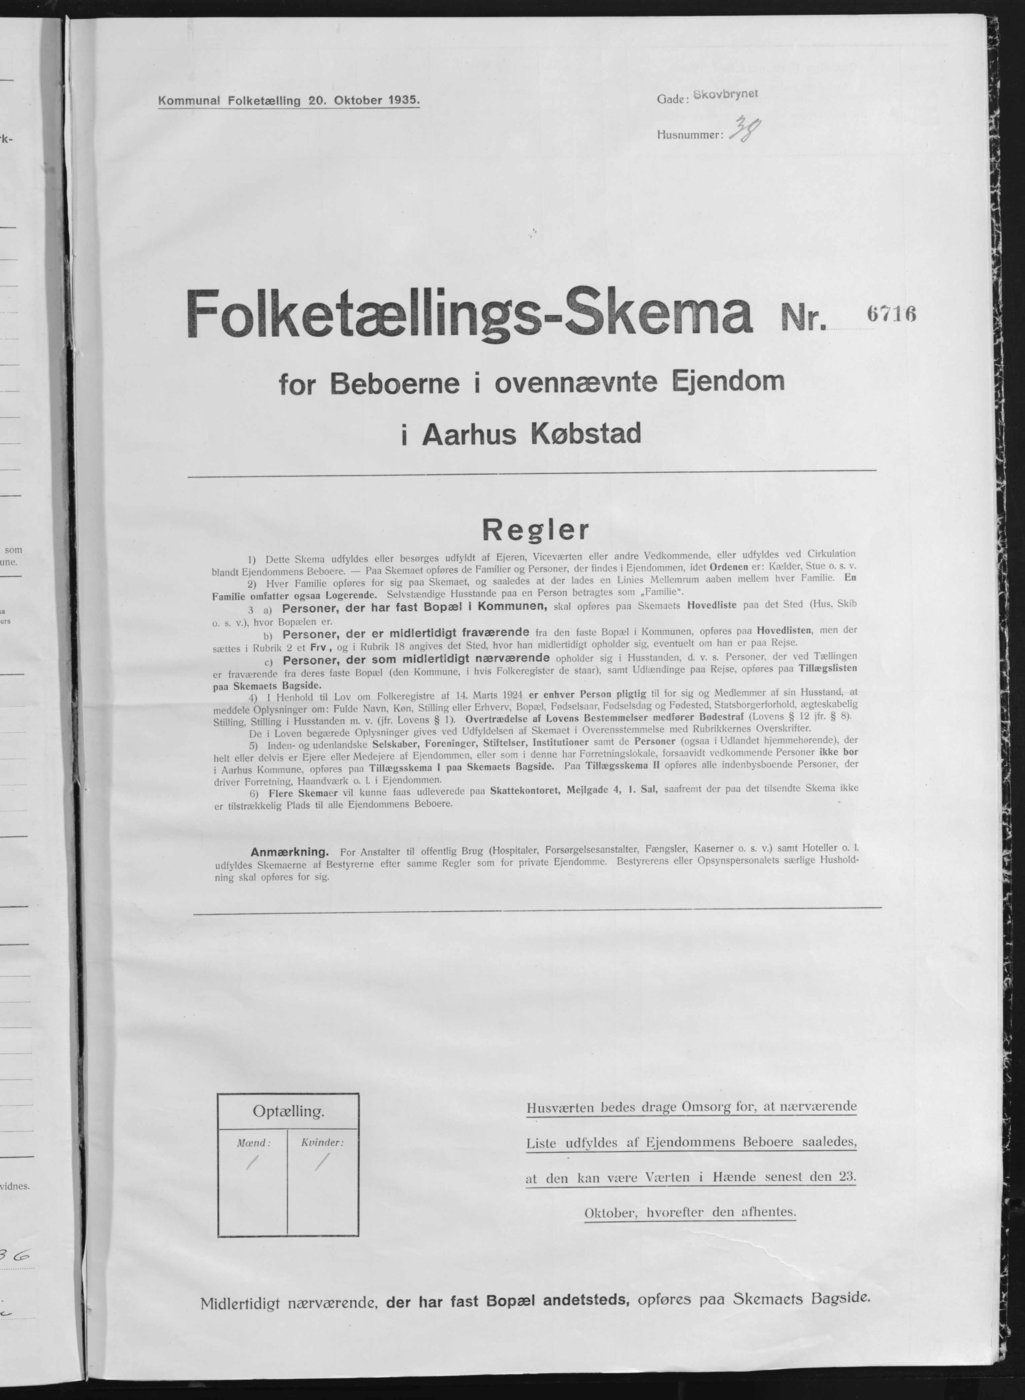 Kommunal Folketælling 20. Oktober 1935.
Gade: Skovbrynet
Husnummer: 38
Folketællings-Skema Nr. 6716
for Beboerne i ovennævnte Ejendom
i Aarhus Købstad
Regler
1) Dette Skema udfyldes eller besørges udfyldt af Ejeren, Viceværten eller andre Vedkommende, eller udfyldes ved Cirkulation
blandt Ejendommens Beboere. — Paa Skemaet opføres de Familier og Personer, der findes i Ejendommen, idet Ordenen er: Kælder, Stue o. s. v.
2) Hver Familie opføres for sig paa Skemaet, og saaledes at der lades en Linies Mellemrum aaben mellem hver Familie. En
Familie omfatter ogsaa Logerende. Selvstændige Husstande paa en Person betragtes som „Familie".
3 a) Personer, der har fast Bopæl i Kommunen, skal opføres paa Skemaets Hovedliste paa det Sted (Hus, Skib
o. s. v.), hvor Bopælen er.
b) Personer, der er midlertidigt fraværende fra den faste Bopæl i Kommunen, opføres paa Hovedlisten, men der
sættes i Rubrik 2 et Frv, og i Rubrik 18 angives det Sted, hvor han midlertidigt opholder sig, eventuelt om han er paa Rejse.
c) Personer, der som midlertidigt nærværende opholder sig i Husstanden, d. v. s. Personer, der ved Tællingen
er fraværende fra deres faste Bopæl (den Kommune, i hvis Folkeregister de staar), samt Udlændinge paa Rejse, opføres paa Tillægslisten
paa Skemaets Bagside.
4) I Henhold til Lov om Folkeregistre af 14. Marts 1924 er enhver Person pligtig til for sig og Medlemmer af sin Husstand, at
meddele Oplysninger om: Fulde Navn, Køn, Stilling eller Erhverv, Bopæl, Fødselsaar, Fødselsdag og Fødested, Statsborgerforhold, ægteskabelig
Stilling, Stilling i Husstanden m. v. (jfr. Lovens § 1). Overtrædelse af Lovens Bestemmelser medfører Bødestraf (Lovens § 12 jfr. § 8).
De i Loven begærede Oplysninger gives ved Udfyldelsen af Skemaet i Overensstemmelse med Rubrikkernes Overskrifter.
5) Inden- og udenlandske Selskaber, Foreninger, Stiftelser, Institutioner samt de Personer (ogsaa i Udlandet hjemmehørende), der
helt eller delvis er Ejere eller Medejere af Ejendommen, eller som i denne har Forretningslokale, forsaavidt vedkommende Personer ikke bor
i Aarhus Kommune, opføres paa Tillægsskema I paa Skemaets Bagside. Paa Tillægsskema II opføres alle indenbysboende Personer, der
driver Forretning, Haandværk o. l. i Ejendommen.
6) Flere Skemaer vil kunne faas udleverede paa Skattekontoret, Mejlgade 4, 1. Sal, saafremt der paa det tilsendte Skema ikke
er tilstrækkelig Plads til alle Ejendommens Beboere.
Anmærkning. For Anstalter til offentlig Brug (Hospitaler, Forsørgelsesanstalter, Fængsler, Kaserner o. s. v.) samt Hoteller o. l.
udfyldes Skemaerne af Bestyrerne efter samme Regler som for private Ejendomme. Bestyrerens eller Opsynspersonalets særlige Hushold-
ning skal opføres for sig.
Optælling.
Mænd: Kvinder:
1 1
Husværten bedes drage Omsorg for, at nærværende
Liste udfyldes af Ejendommens Beboere saaledes,
at den kan være Værten i Hænde senest den 23.
Oktober, hvorefter den afhentes.
Midlertidigt nærværende, der har fast Bopæl andetsteds, opføres paa Skemaets Bagside.